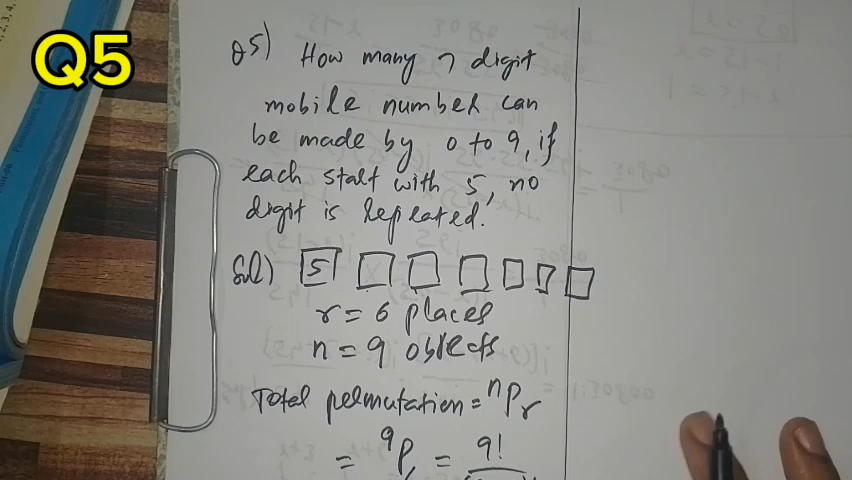 Q5
Q5) How many 7 digit
mobile number can
be made by 0 to 9, if
each start with 5, no
digit is repeated.
Sol) 5
r = 6 places
n = 9 objects
Total permutation = nPr
= 9P6 = 9!